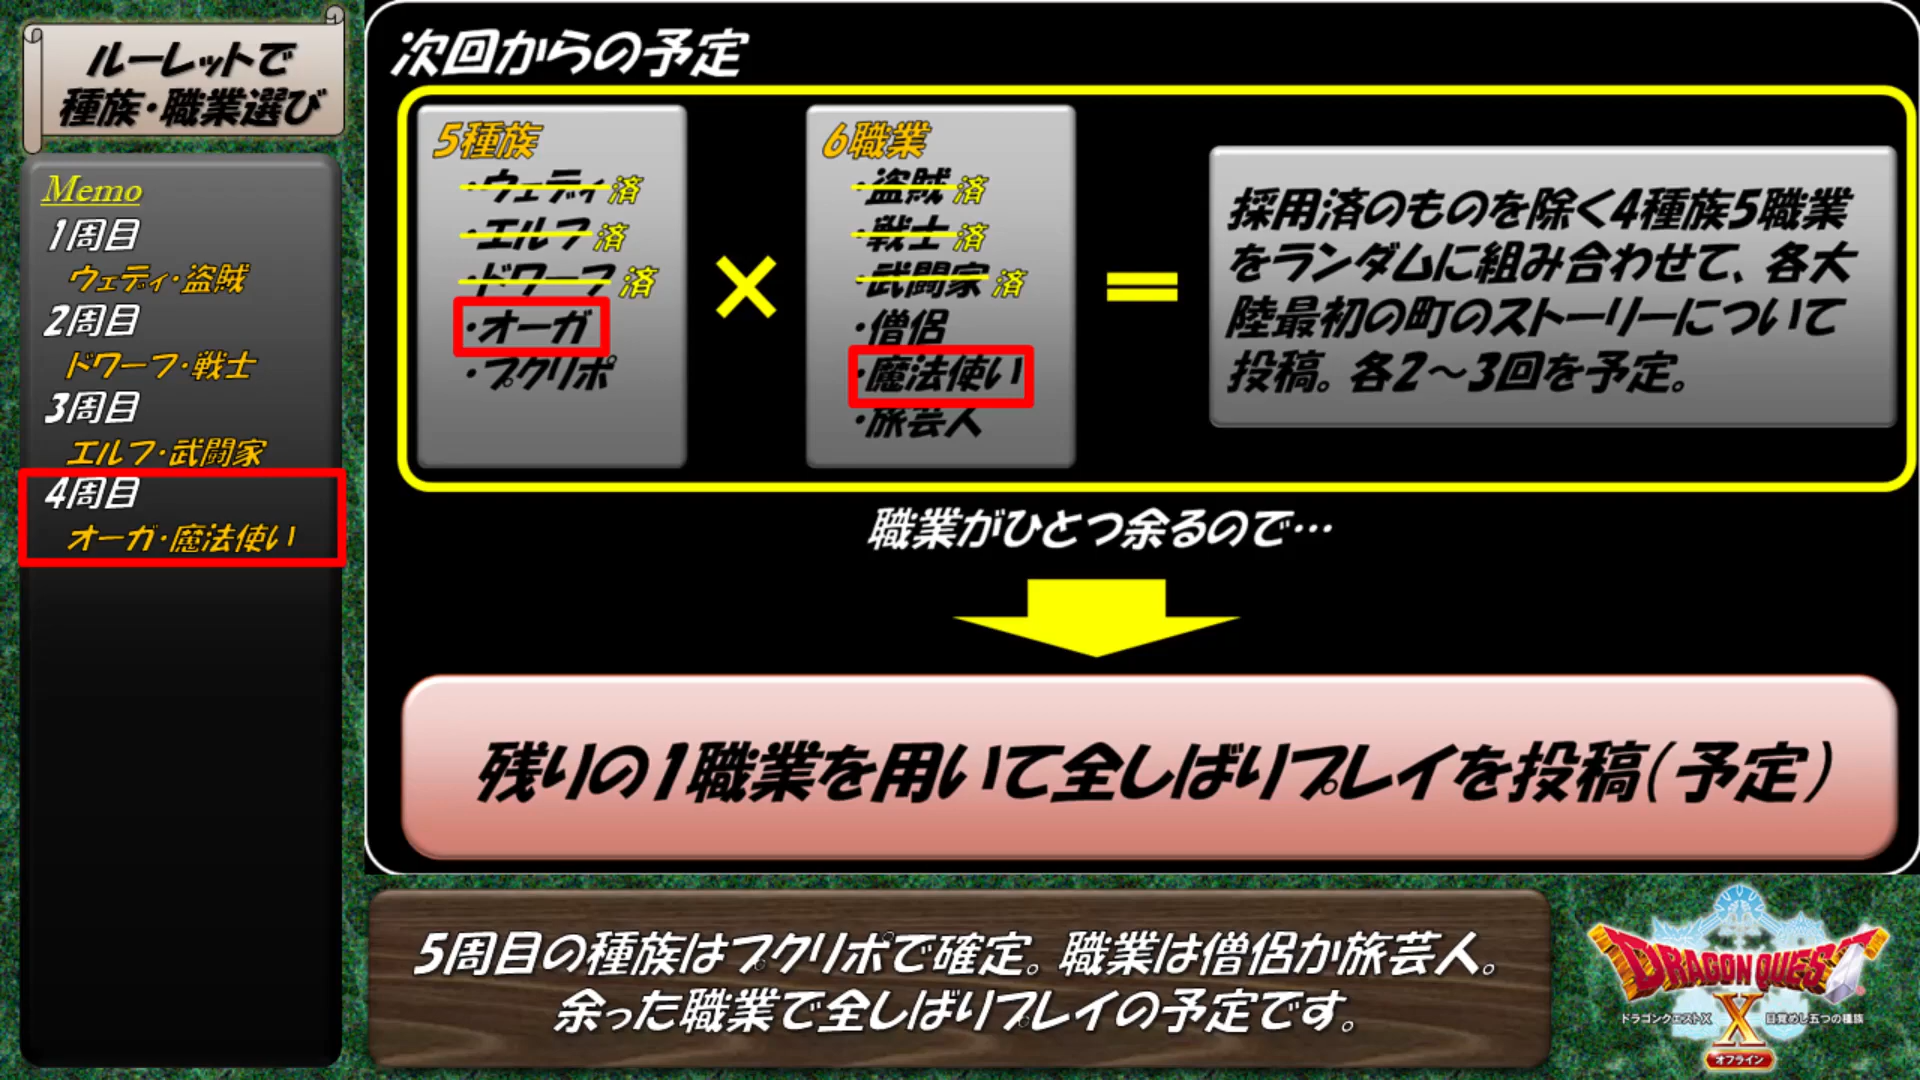 ルーレットで
種族・職業選び
Memo
1周目
ウェディ・盗賊
2周目
ドワーフ・戦士
3周目
エルフ・武闘家
4周目
オーガ・魔法使い
次回からの予定
5種族
・ウェディ 済
・エルフ 済
・ドワーフ 済
・オーガ
・プクリポ
×
6職業
・盗賊 済
・戦士 済
・武闘家 済
・僧侶
・魔法使い
・旅芸人
＝
採用済のものを除く4種族5職業
をランダムに組み合わせて、各大
陸最初の町のストーリーについて
投稿。各2～3回を予定。
職業がひとつ余るので…
残りの1職業を用いて全しばりプレイを投稿(予定)
5周目の種族はプクリポで確定。職業は僧侶か旅芸人。
余った職業で全しばりプレイの予定です。
DRAGON QUEST
X
ドラゴンクエストX 目覚めし五つの種族
オフライン